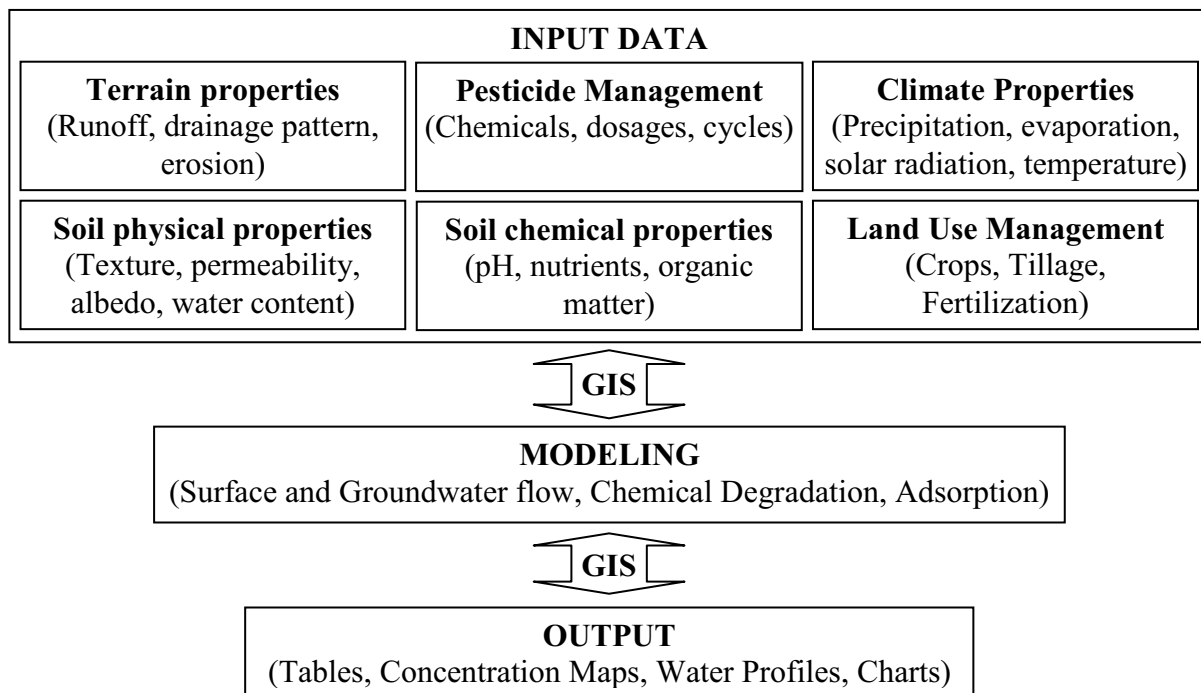 INPUT DATA
Terrain properties
(Runoff, drainage pattern,
erosion)
Pesticide Management
(Chemicals, dosages, cycles)
Climate Properties
(Precipitation, evaporation,
solar radiation, temperature)
Soil physical properties
(Texture, permeability,
albedo, water content)
Soil chemical properties
(pH, nutrients, organic
matter)
Land Use Management
(Crops, Tillage,
Fertilization)
GIS
MODELING
(Surface and Groundwater flow, Chemical Degradation, Adsorption)
GIS
OUTPUT
(Tables, Concentration Maps, Water Profiles, Charts)